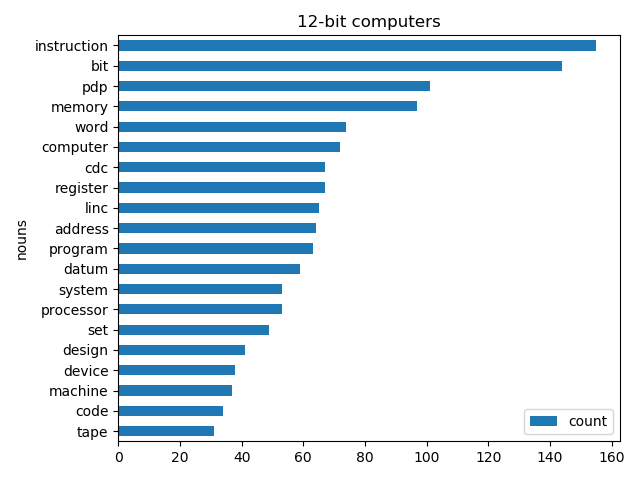 12-bit computers
instruction
bit
pdp
memory
word
computer
cdc
register
linc
address
program
datum
system
processor
set
design
device
machine
code
tape
nouns
0 20 40 60 80 100 120 140 160
count